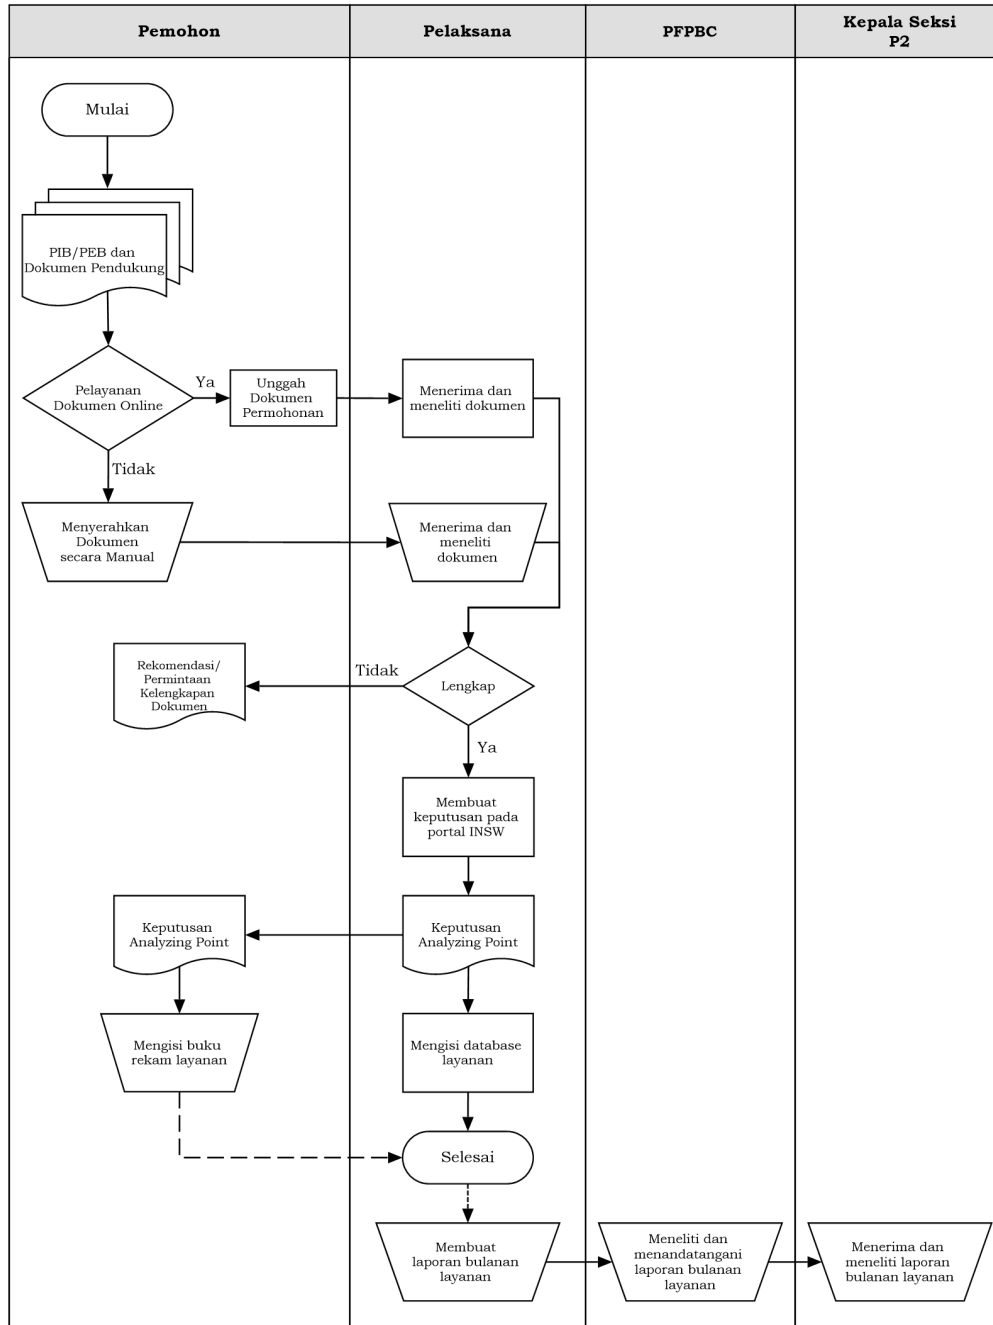 Pemohon
Pelaksana
PFPBC
Kepala Seksi
P2
Mulai
PIB/PEB dan
Dokumen Pendukung
Pelayanan
Dokumen Online
Ya
Unggah
Dokumen
Permohonan
Menerima dan
meneliti dokumen
Tidak
Menyerahkan
Dokumen
secara Manual
Menerima dan
meneliti
dokumen
Rekomendasi/
Permintaan
Kelengkapan
Dokumen
Tidak
Lengkap
Ya
Membuat
keputusan pada
portal INSW
Keputusan
Analyzing Point
Keputusan
Analyzing Point
Mengisi buku
rekam layanan
Mengisi database
layanan
Selesai
Membuat
laporan bulanan
layanan
Meneliti dan
menandatangani
laporan bulanan
layanan
Menerima dan
meneliti laporan
bulanan layanan